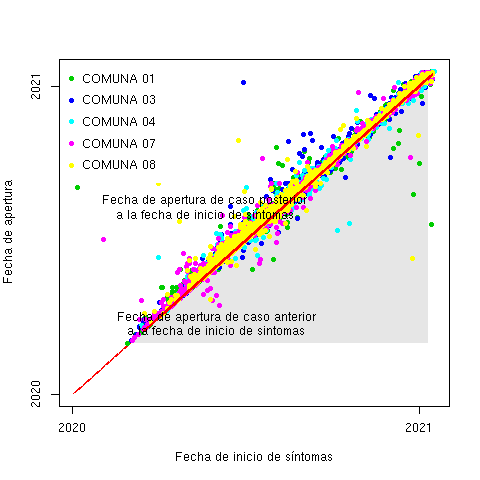 2021
COMUNA 01
COMUNA 03
COMUNA 04
COMUNA 07
COMUNA 08
Fecha de apertura de caso posterior
a la fecha de inicio de síntomas
Fecha de apertura
Fecha de apertura de caso anterior
a la fecha de inicio de sintomas
2020
2020
2021
Fecha de inicio de síntomas